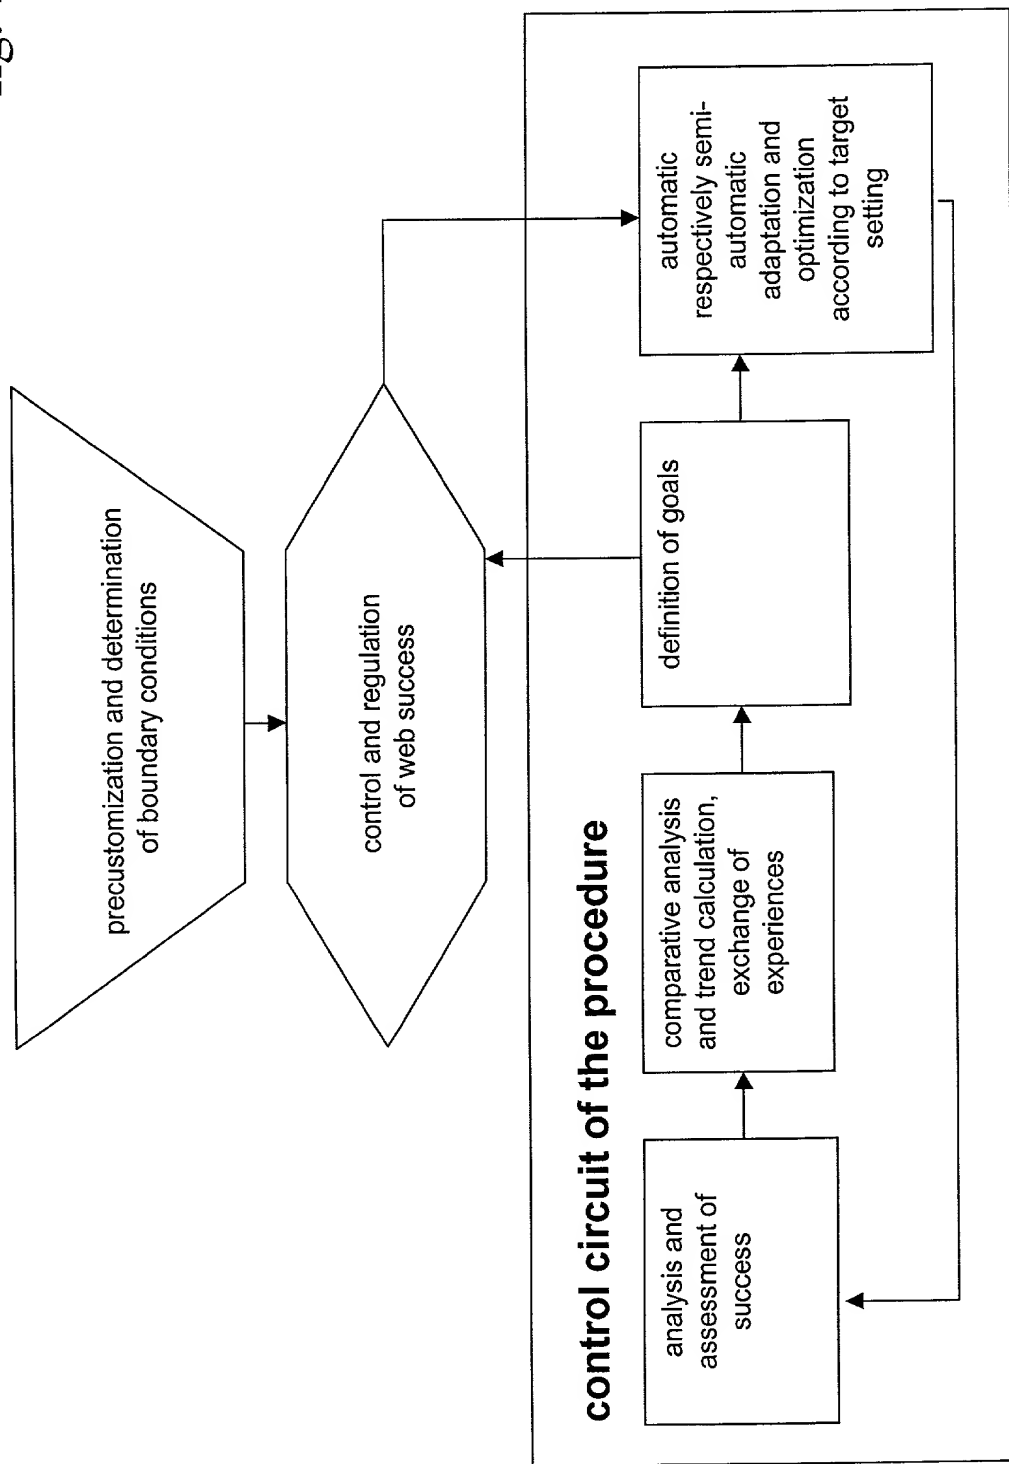 precustomization and determination
of boundary conditions
control and regulation
of web success
control circuit of the procedure
analysis and
assessment of
success
comparative analysis
and trend calculation,
exchange of
experiences
definition of goals
automatic
respectively semi-
automatic
adaptation and
optimization
according to target
setting